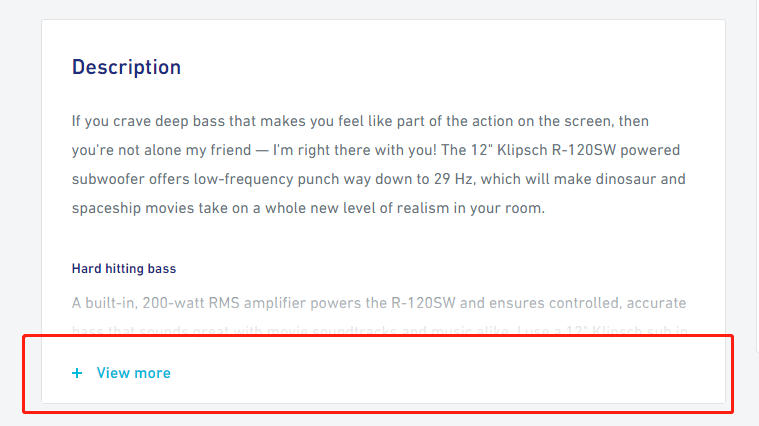 Description
If you crave deep bass that makes you feel like part of the action on the screen, then
you're not alone my friend — I'm right there with you! The 12" Klipsch R-120SW powered
subwoofer offers low-frequency punch way down to 29 Hz, which will make dinosaur and
spaceship movies take on a whole new level of realism in your room.
Hard hitting bass
A built-in, 200-watt RMS amplifier powers the R-120SW and ensures controlled, accurate
bass that sounds great with movie soundtracks and music alike. I use a 12" Klipsch sub in
+ View more